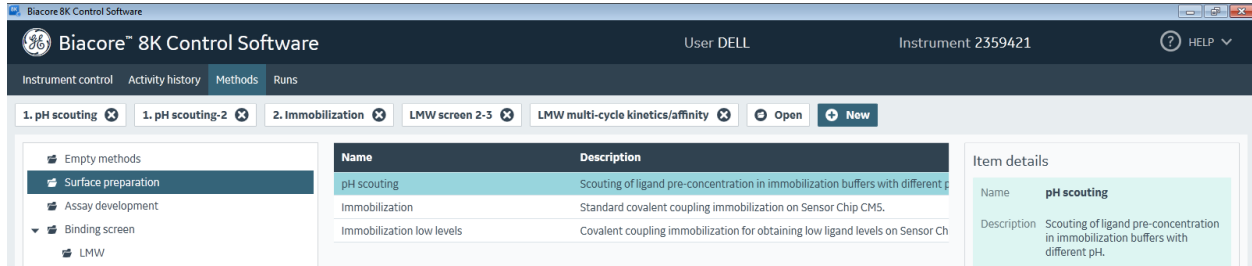 Biacore 8K Control Software
Biacore™ 8K Control Software User DELL Instrument 2359421 ? HELP
Instrument control Activity history Methods Runs
1. pH scouting 1. pH scouting-2 2. Immobilization LMW screen 2-3 LMW multi-cycle kinetics/affinity Open New
Empty methods
Surface preparation
Assay development
Binding screen
LMW
Name Description
pH scouting Scouting of ligand pre-concentration in immobilization buffers with different p
Immobilization Standard covalent coupling immobilization on Sensor Chip CM5.
Immobilization low levels Covalent coupling immobilization for obtaining low ligand levels on Sensor Ch
Item details
Name pH scouting
Description Scouting of ligand pre-concentration
in immobilization buffers with
different pH.